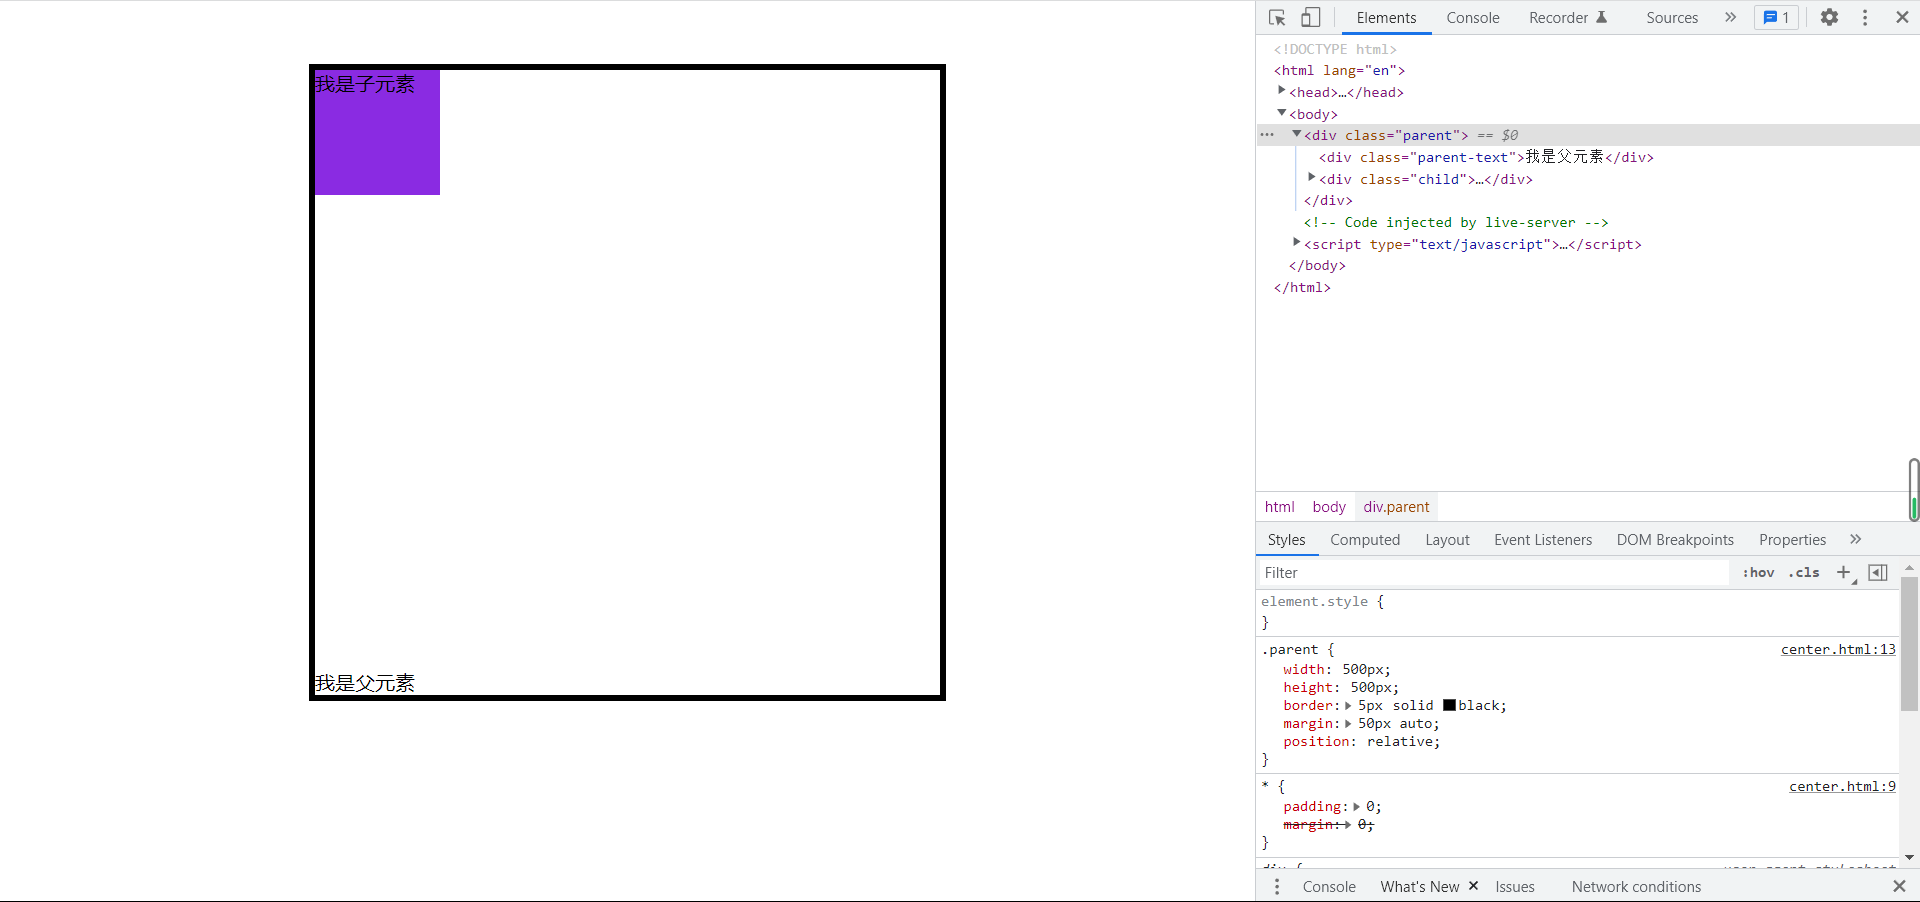 我是子元素
我是父元素
Elements Console Recorder Sources » 1
<!DOCTYPE html>
<html lang="en">
<head>…</head>
<body>
<div class="parent"> == $0
<div class="parent-text">我是父元素</div>
<div class="child">…</div>
</div>
<!-- Code injected by live-server -->
<script type="text/javascript">…</script>
</body>
</html>
html body div.parent
Styles Computed Layout Event Listeners DOM Breakpoints Properties »
Filter :hov .cls +
element.style {
}
.parent { center.html:13
width: 500px;
height: 500px;
border: 5px solid black;
margin: 50px auto;
position: relative;
}
* { center.html:9
padding: 0;
margin: 0;
}
div { user agent stylesheet
Console What's New × Issues Network conditions